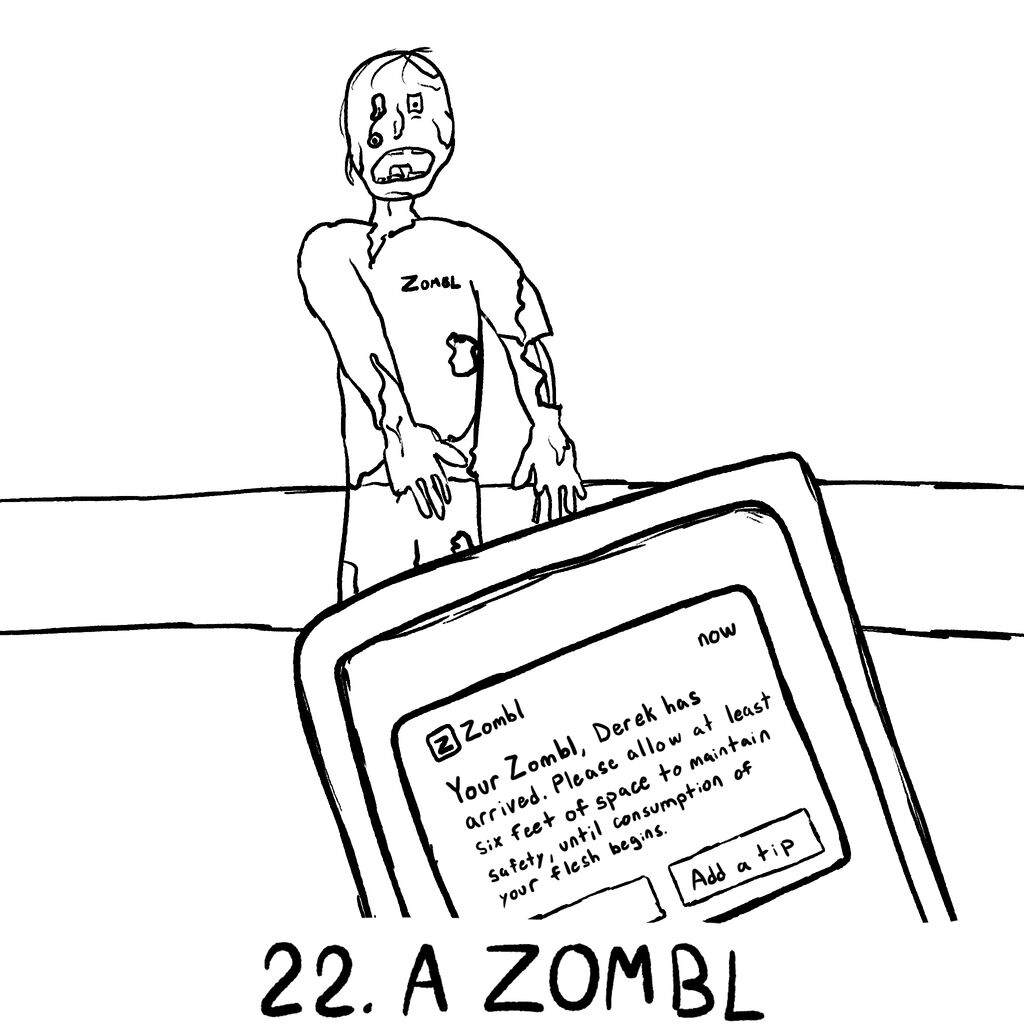 ZOMBL
now
Z Zombl
Your Zombl, Derek has
arrived. Please allow at least
six feet of space to maintain
safety, until consumption of
your flesh begins.
Add a tip
22. A ZOMBL